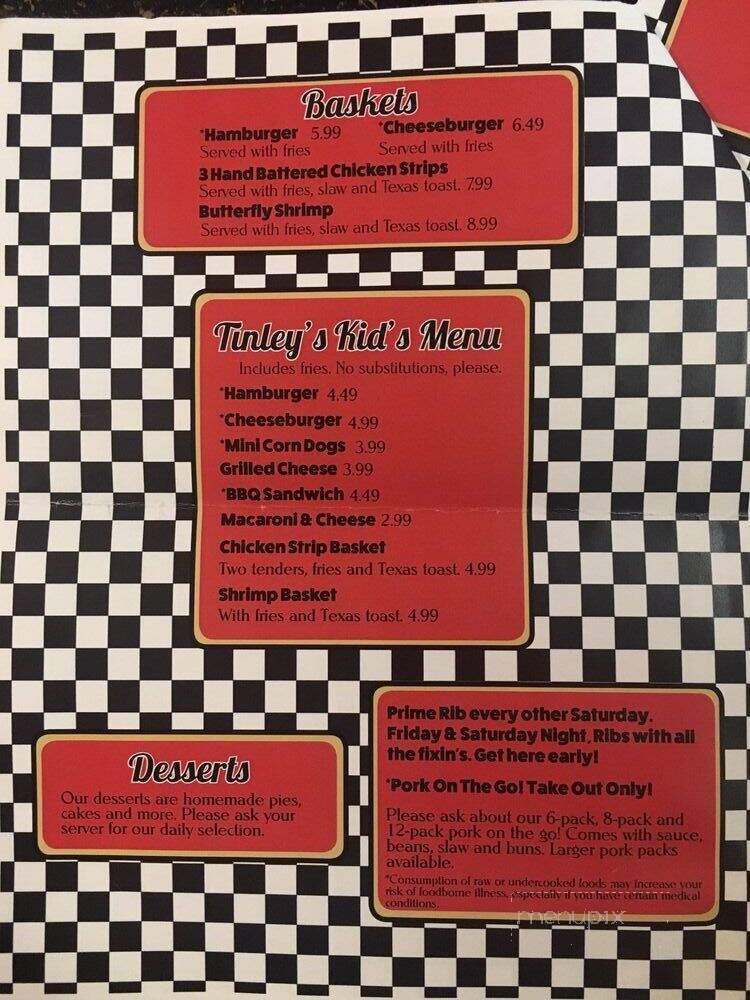 Baskets
*Hamburger 5.99 *Cheeseburger 6.49
Served with fries Served with fries
3 Hand Battered Chicken Strips
Served with fries, slaw and Texas toast. 7.99
Butterfly Shrimp
Served with fries, slaw and Texas toast. 8.99
Tinley's Kid's Menu
Includes fries. No substitutions, please.
*Hamburger 4.49
*Cheeseburger 4.99
*Mini Corn Dogs 3.99
Grilled Cheese 3.99
*BBQ Sandwich 4.49
Macaroni & Cheese 2.99
Chicken Strip Basket
Two tenders, fries and Texas toast. 4.99
Shrimp Basket
With fries and Texas toast. 4.99
Desserts
Our desserts are homemade pies,
cakes and more. Please ask your
server for our daily selection.
Prime Rib every other Saturday.
Friday & Saturday Night, Ribs with all
the fixin's. Get here early!
*Pork On The Go! Take Out Only!
Please ask about our 6-pack, 8-pack and
12-pack pork on the go! Comes with sauce,
beans, slaw and buns. Larger pork packs
available.
*Consumption of raw or undercooked foods may increase your
risk of foodborne illness, especially if you have certain medical
conditions.
menupix